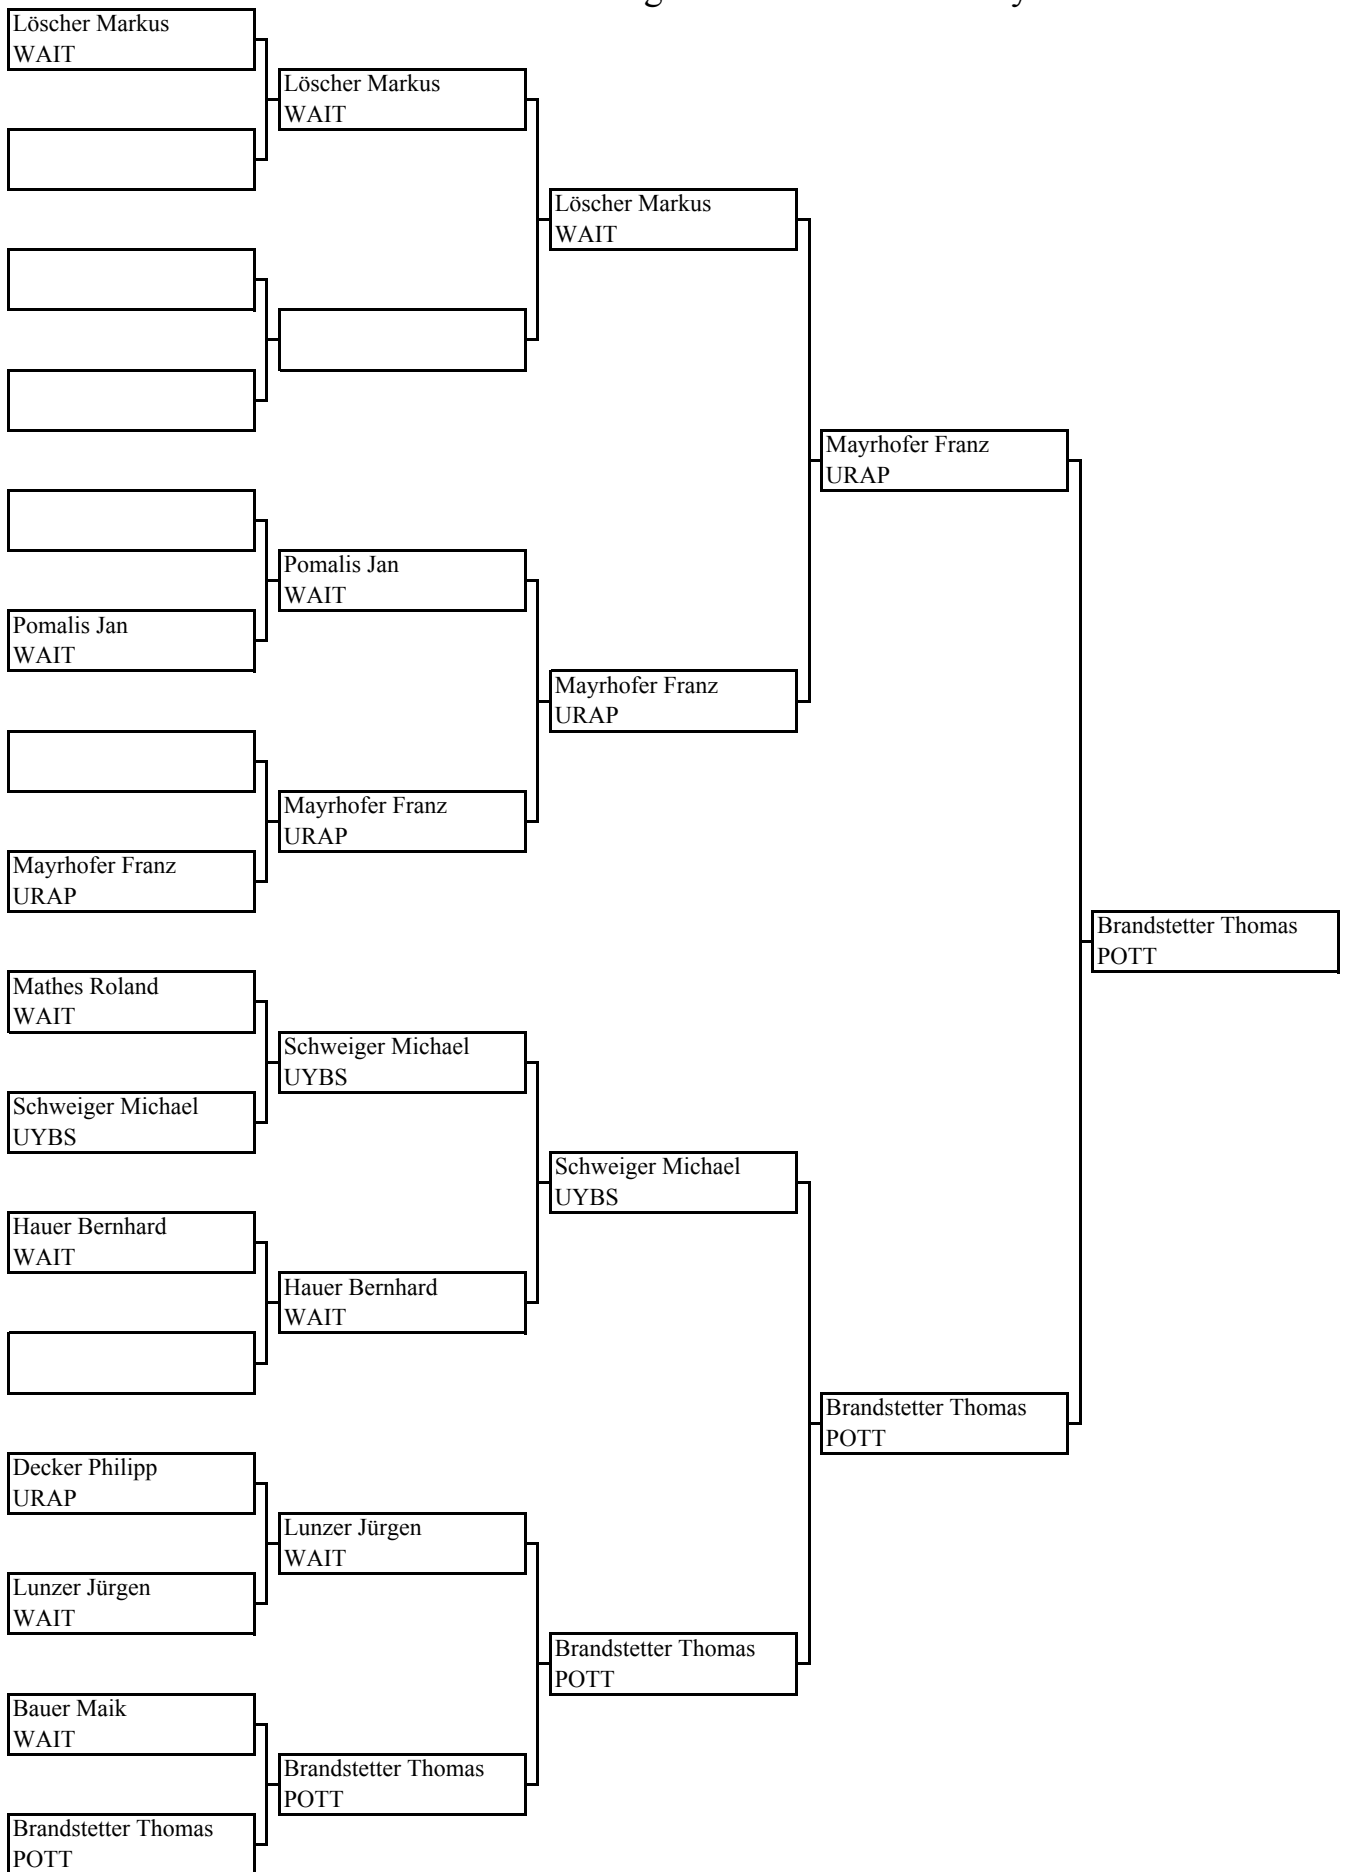 Löscher Markus
WAIT
Löscher Markus
WAIT
Löscher Markus
WAIT
Mayrhofer Franz
URAP
Pomalis Jan
WAIT
Pomalis Jan
WAIT
Mayrhofer Franz
URAP
Mayrhofer Franz
URAP
Mayrhofer Franz
URAP
Brandstetter Thomas
POTT
Mathes Roland
WAIT
Schweiger Michael
UYBS
Schweiger Michael
UYBS
Schweiger Michael
UYBS
Hauer Bernhard
WAIT
Hauer Bernhard
WAIT
Brandstetter Thomas
POTT
Decker Philipp
URAP
Lunzer Jürgen
WAIT
Lunzer Jürgen
WAIT
Brandstetter Thomas
POTT
Bauer Maik
WAIT
Brandstetter Thomas
POTT
Brandstetter Thomas
POTT